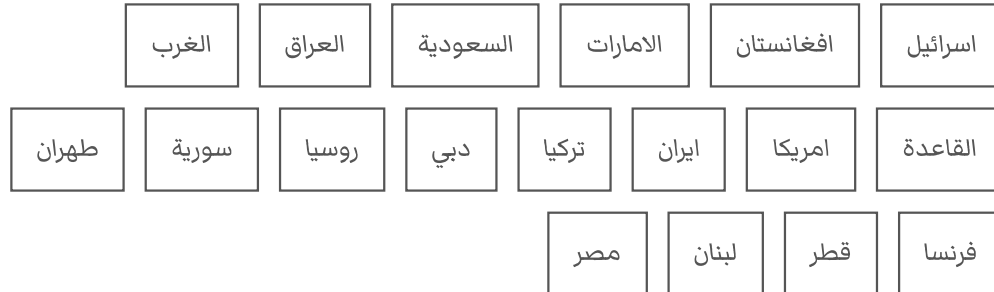 اسرائيل افغانستان الامارات السعودية العراق الغرب
القاعدة امريكا ايران تركيا دبي روسيا سورية طهران
فرنسا قطر لبنان مصر